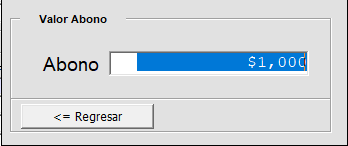 Valor Abono
Abono $1,000
<= Regresar